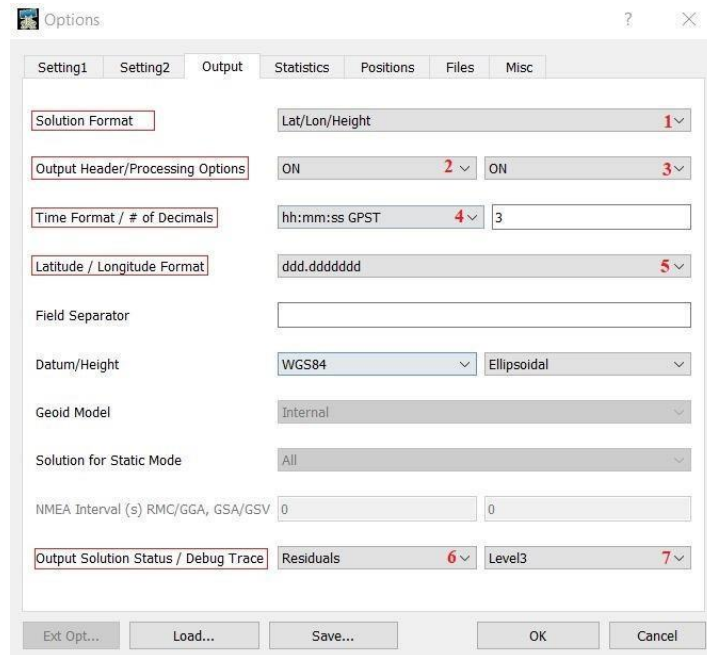 Options ?
Setting1 Setting2 Output Statistics Positions Files Misc
Solution Format Lat/Lon/Height 1
Output Header/Processing Options ON 2 ON 3
Time Format / # of Decimals hh:mm:ss GPST 4 3
Latitude / Longitude Format ddd.ddddddd 5
Field Separator
Datum/Height WGS84 Ellipsoidal
Geoid Model Internal
Solution for Static Mode All
NMEA Interval (s) RMC/GGA, GSA/GSV 0 0
Output Solution Status / Debug Trace Residuals 6 Level3 7
Ext Opt... Load... Save... OK Cancel